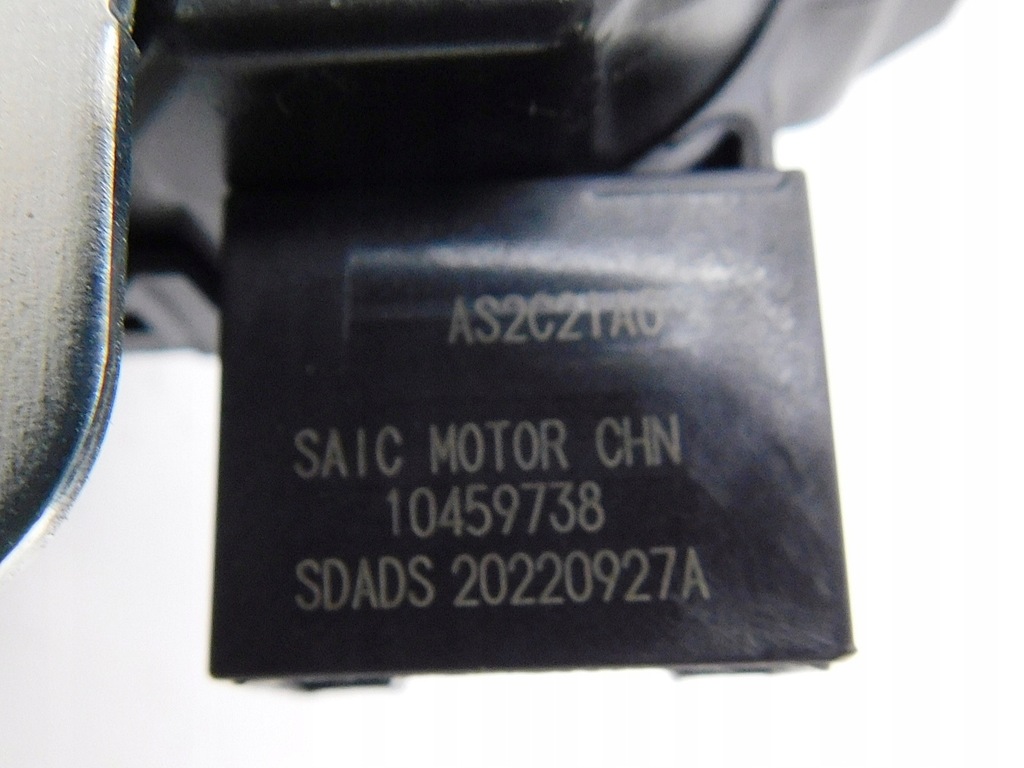 AS2C21A0
SAIC MOTOR CHN
10459738
SDADS 20220927A